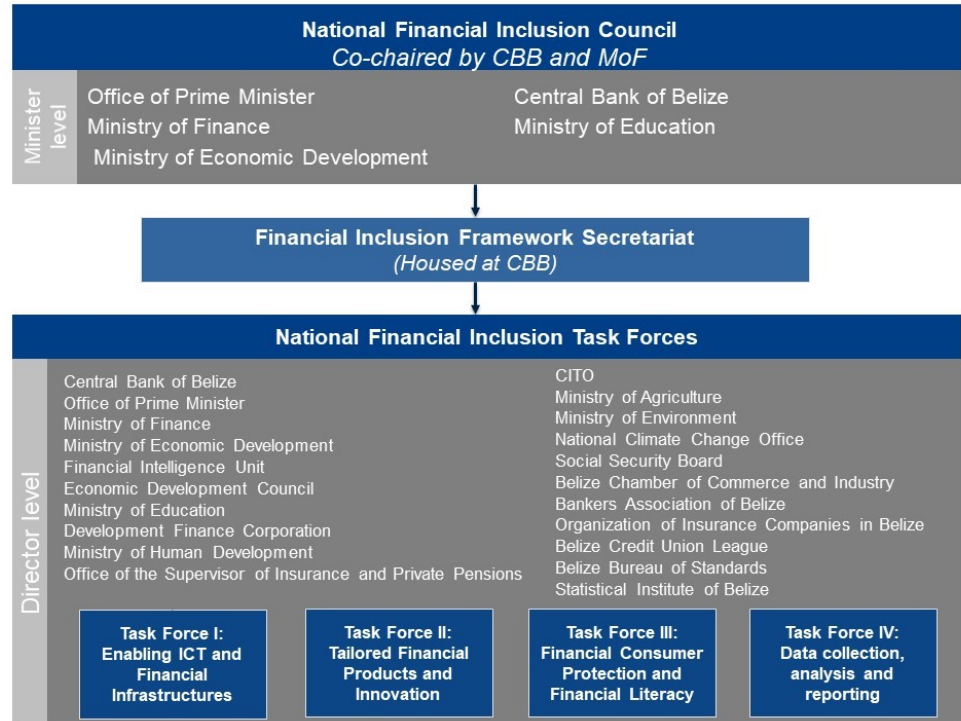 National Financial Inclusion Council
Co-chaired by CBB and MoF
Minister level
Office of Prime Minister
Ministry of Finance
Ministry of Economic Development
Central Bank of Belize
Ministry of Education
Financial Inclusion Framework Secretariat
(Housed at CBB)
National Financial Inclusion Task Forces
Director level
Central Bank of Belize
Office of Prime Minister
Ministry of Finance
Ministry of Economic Development
Financial Intelligence Unit
Economic Development Council
Ministry of Education
Development Finance Corporation
Ministry of Human Development
Office of the Supervisor of Insurance and Private Pensions
CITO
Ministry of Agriculture
Ministry of Environment
National Climate Change Office
Social Security Board
Belize Chamber of Commerce and Industry
Bankers Association of Belize
Organization of Insurance Companies in Belize
Belize Credit Union League
Belize Bureau of Standards
Statistical Institute of Belize
Task Force I:
Enabling ICT and
Financial
Infrastructures
Task Force II:
Tailored Financial
Products and
Innovation
Task Force III:
Financial Consumer
Protection and
Financial Literacy
Task Force IV:
Data collection,
analysis and
reporting